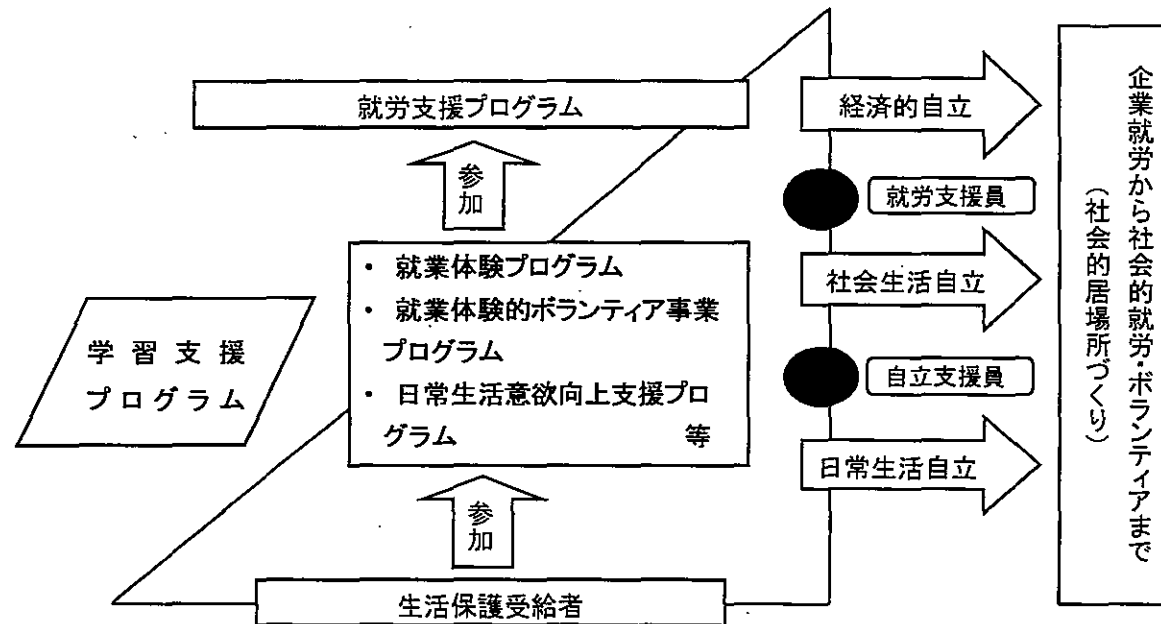 就労支援プログラム
参
加
・ 就業体験プログラム
・ 就業体験的ボランティア事業
プログラム
・ 日常生活意欲向上支援プロ
グラム 等
学習支援
プログラム
参
加
生活保護受給者
経済的自立
就労支援員
社会生活自立
自立支援員
日常生活自立
企業就労から社会的就労・ボランティアまで
（社会的居場所づくり）